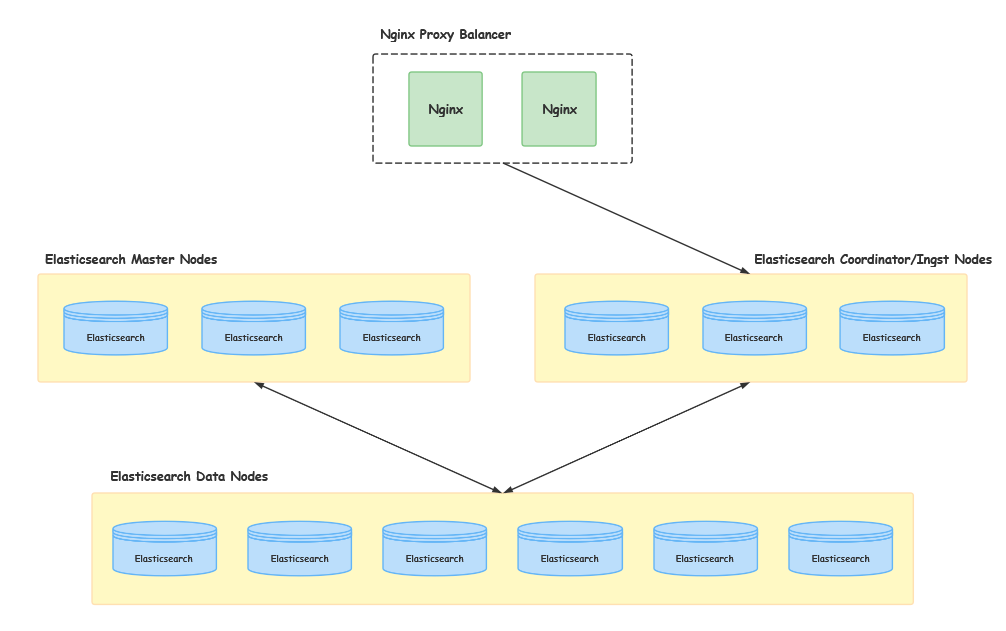 Nginx Proxy Balancer
Nginx
Nginx
Elasticsearch Master Nodes
Elasticsearch Coordinator/Ingst Nodes
Elasticsearch
Elasticsearch
Elasticsearch
Elasticsearch
Elasticsearch
Elasticsearch
Elasticsearch Data Nodes
Elasticsearch
Elasticsearch
Elasticsearch
Elasticsearch
Elasticsearch
Elasticsearch